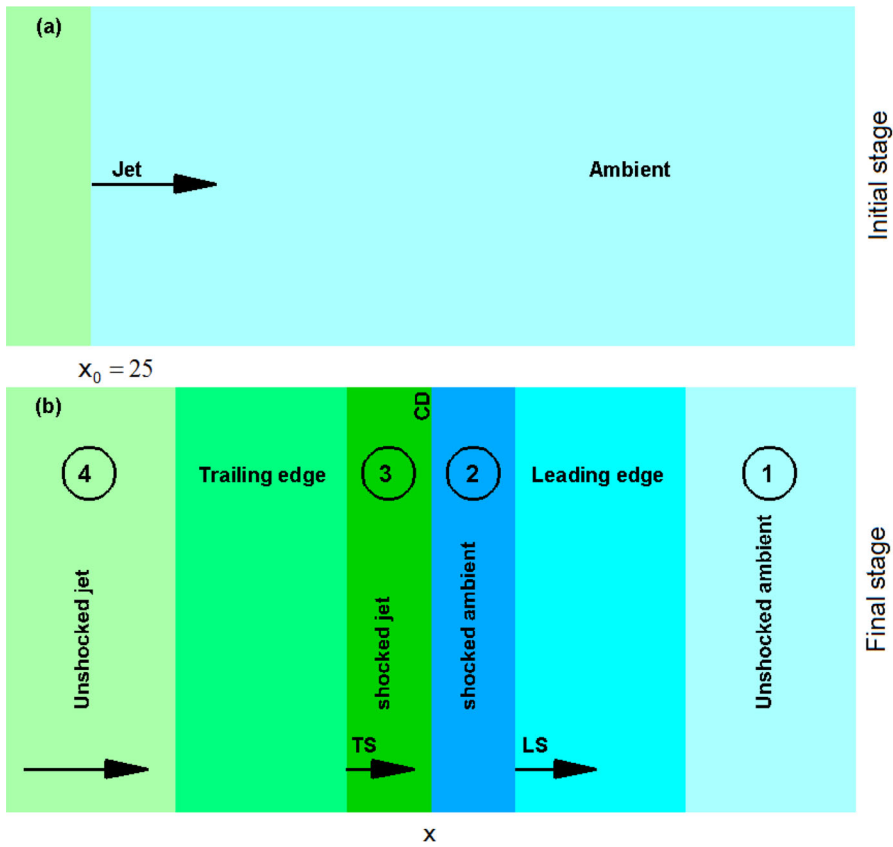 (a)
Jet
Ambient
Initial stage
x₀ = 25
(b)
CD
4
Trailing edge
3
2
Leading edge
1
Unshocked jet
shocked jet
shocked ambient
Unshocked ambient
Final stage
TS
LS
x